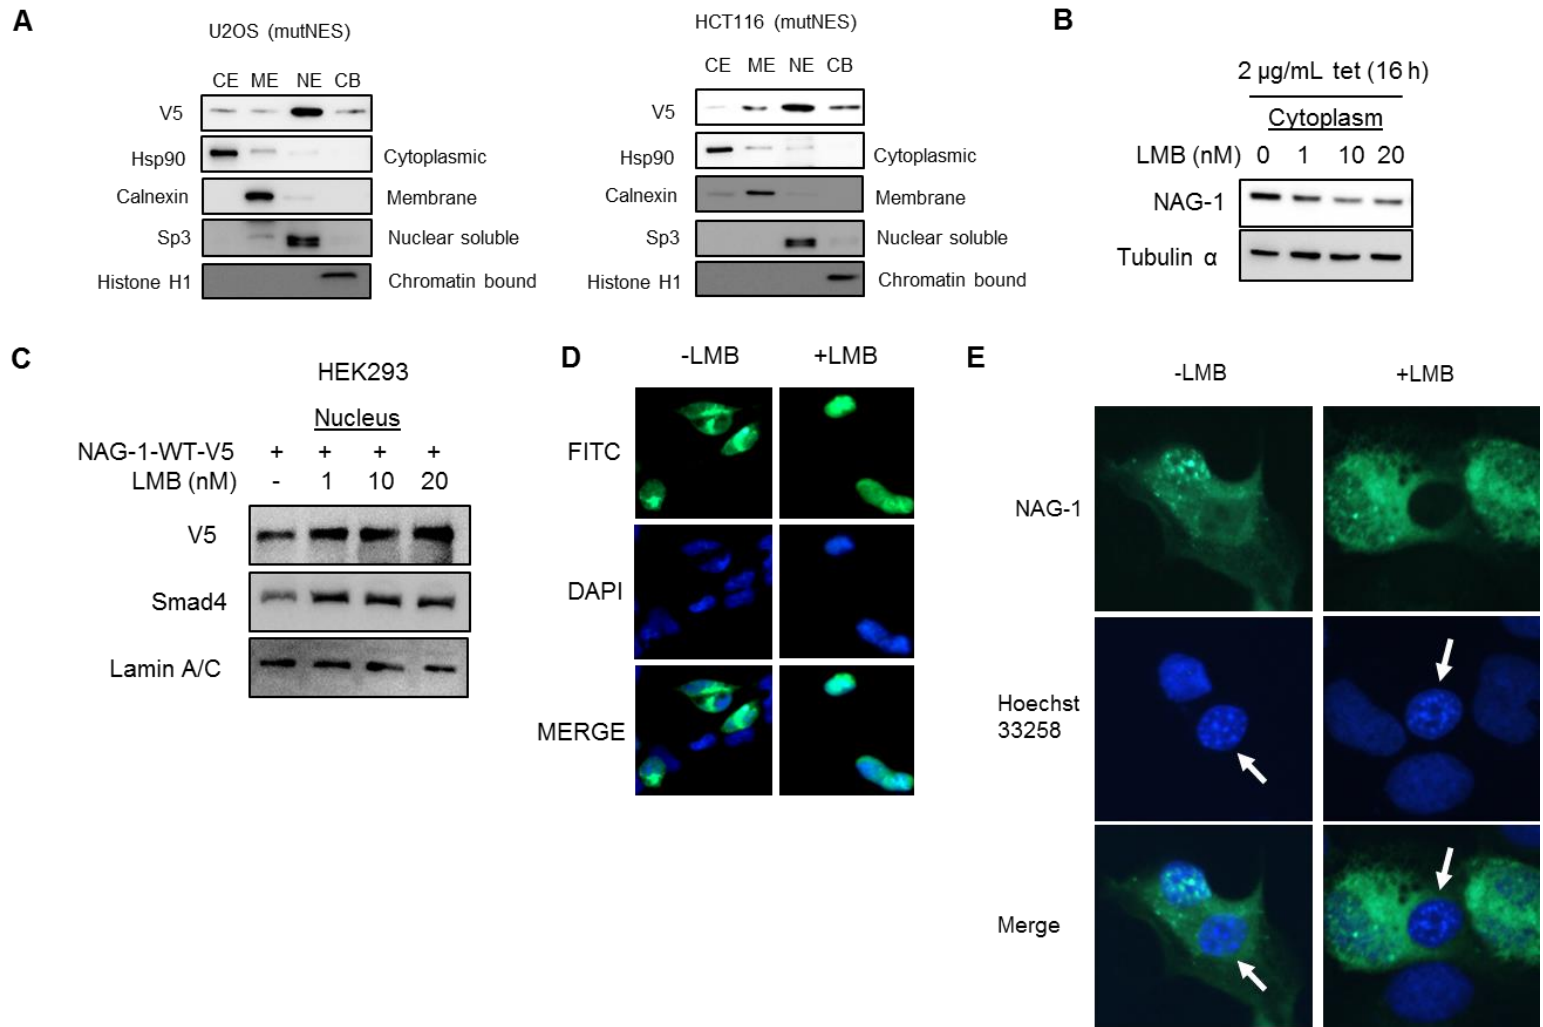 A
U2OS (mutNES)
CE ME NE CB
V5
Hsp90 Cytoplasmic
Calnexin Membrane
Sp3 Nuclear soluble
Histone H1 Chromatin bound
HCT116 (mutNES)
CE ME NE CB
V5
Hsp90 Cytoplasmic
Calnexin Membrane
Sp3 Nuclear soluble
Histone H1 Chromatin bound
B
2 µg/mL tet (16 h)
Cytoplasm
LMB (nM) 0 1 10 20
NAG-1
Tubulin α
C
HEK293
Nucleus
NAG-1-WT-V5 + + + +
LMB (nM) - 1 10 20
V5
Smad4
Lamin A/C
D
-LMB +LMB
FITC
DAPI
MERGE
E
-LMB +LMB
NAG-1
Hoechst
33258
Merge